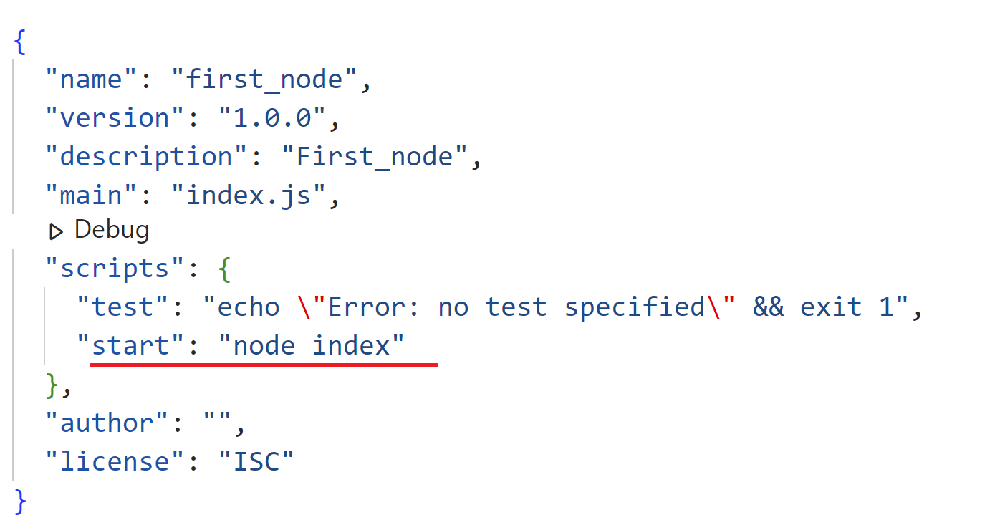 {
"name": "first_node",
"version": "1.0.0",
"description": "First_node",
"main": "index.js",
Debug
"scripts": {
"test": "echo \"Error: no test specified\" && exit 1",
"start": "node index"
},
"author": "",
"license": "ISC"
}